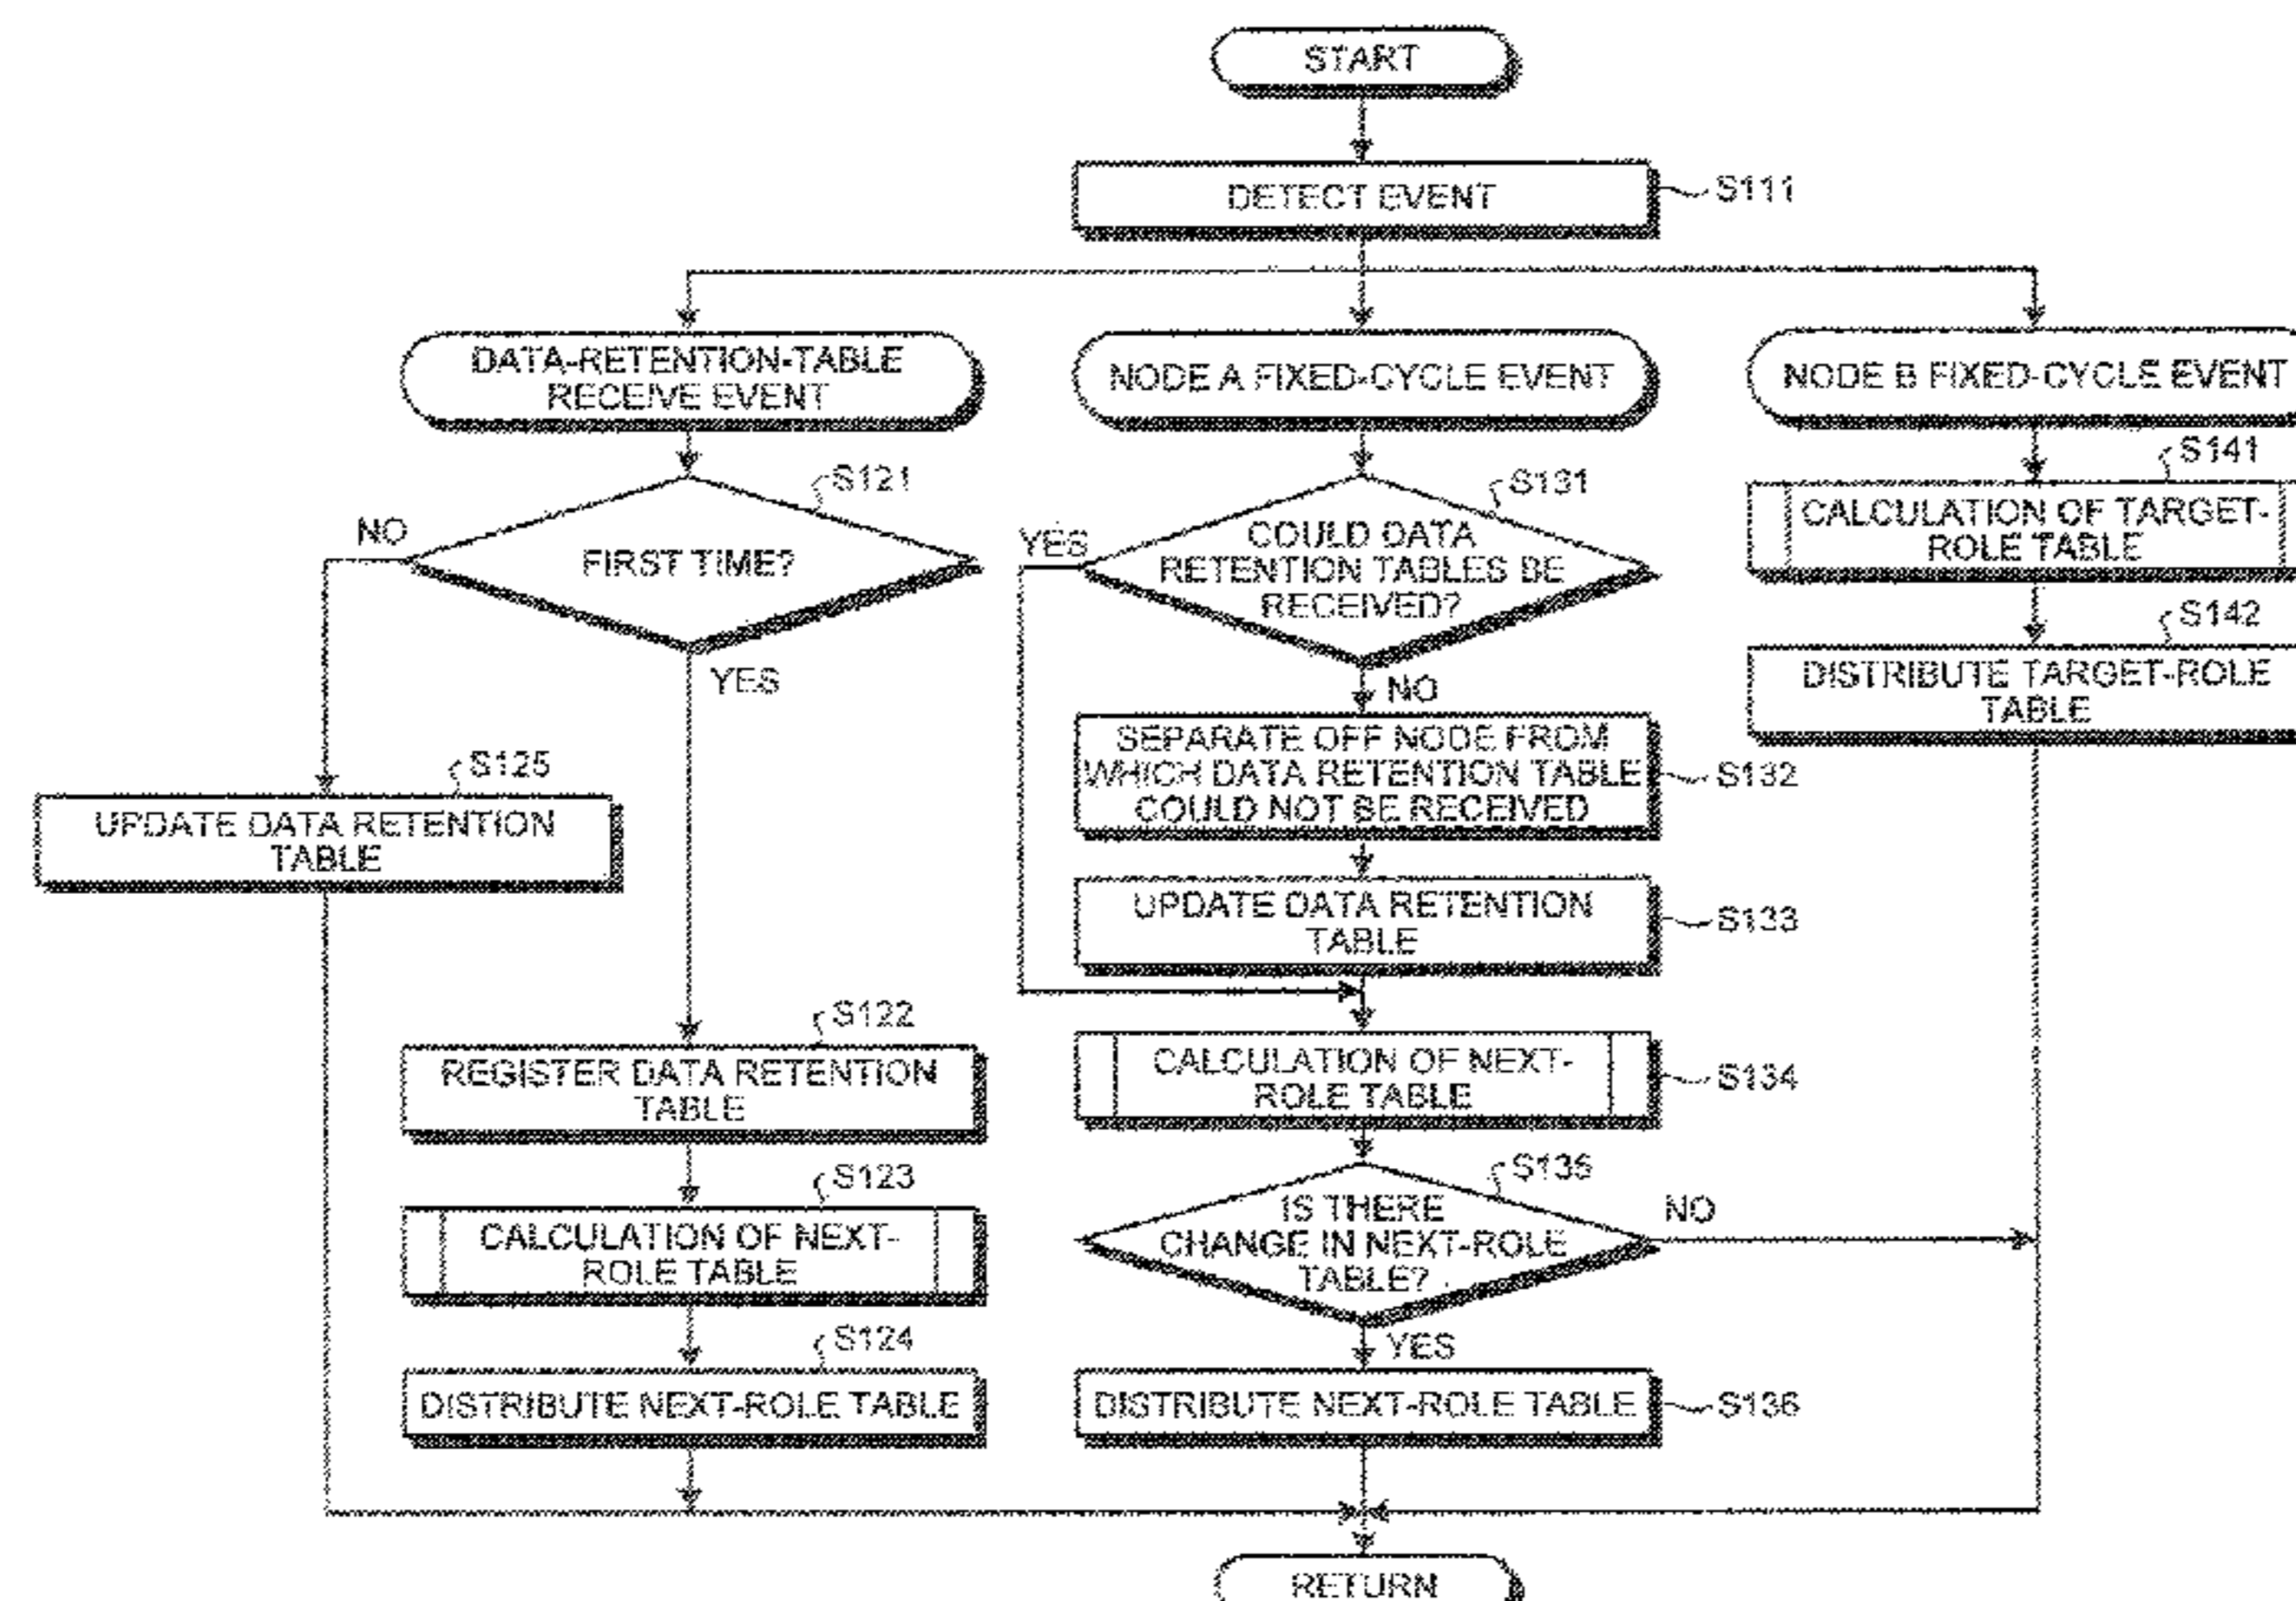 START
DETECT EVENT
S111
DATA-RETENTION-TABLE
RECEIVE EVENT
S121
FIRST TIME?
NO
YES
S125
UPDATE DATA RETENTION
TABLE
S122
REGISTER DATA RETENTION
TABLE
S123
CALCULATION OF NEXT-
ROLE TABLE
S124
DISTRIBUTE NEXT-ROLE TABLE
NODE A FIXED-CYCLE EVENT
S131
COULD DATA
RETENTION TABLES BE
RECEIVED?
YES
NO
SEPARATE OFF NODE FROM
WHICH DATA RETENTION TABLE
COULD NOT BE RECEIVED
S132
UPDATE DATA RETENTION
TABLE
S133
CALCULATION OF NEXT-
ROLE TABLE
S134
S135
IS THERE
CHANGE IN NEXT-ROLE
TABLE?
NO
YES
DISTRIBUTE NEXT-ROLE TABLE
S136
NODE B FIXED-CYCLE EVENT
S141
CALCULATION OF TARGET-
ROLE TABLE
S142
DISTRIBUTE TARGET-ROLE
TABLE
RETURN